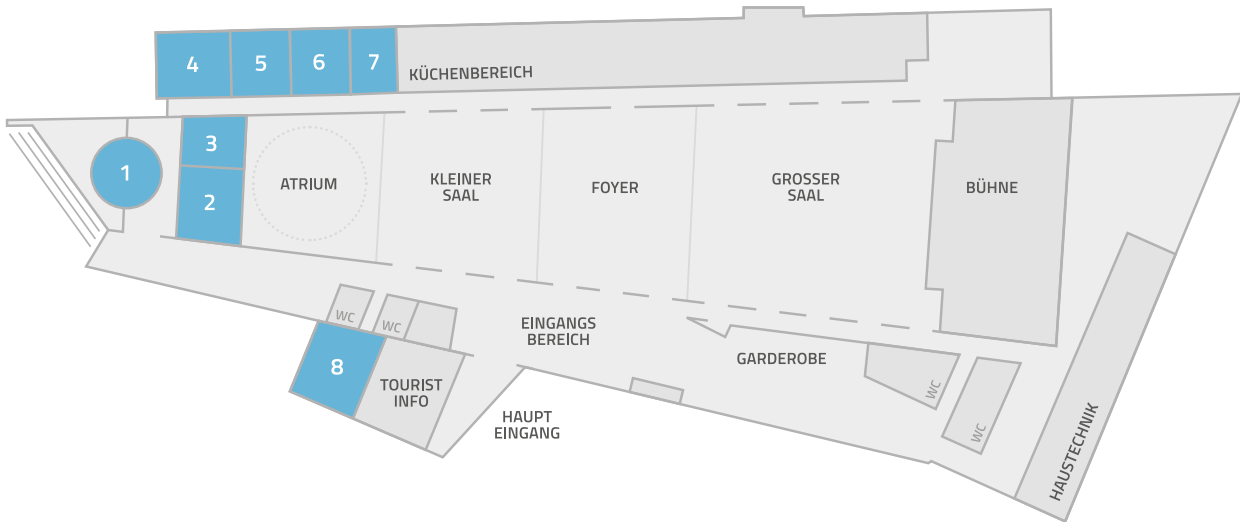 4
5
6
7
KÜCHENBEREICH
1
3
2
ATRIUM
KLEINER
SAAL
FOYER
GROSSER
SAAL
BÜHNE
WC
WC
8
TOURIST
INFO
EINGANGS
BEREICH
HAUPT
EINGANG
GARDEROBE
WC
WC
HAUSTECHNIK